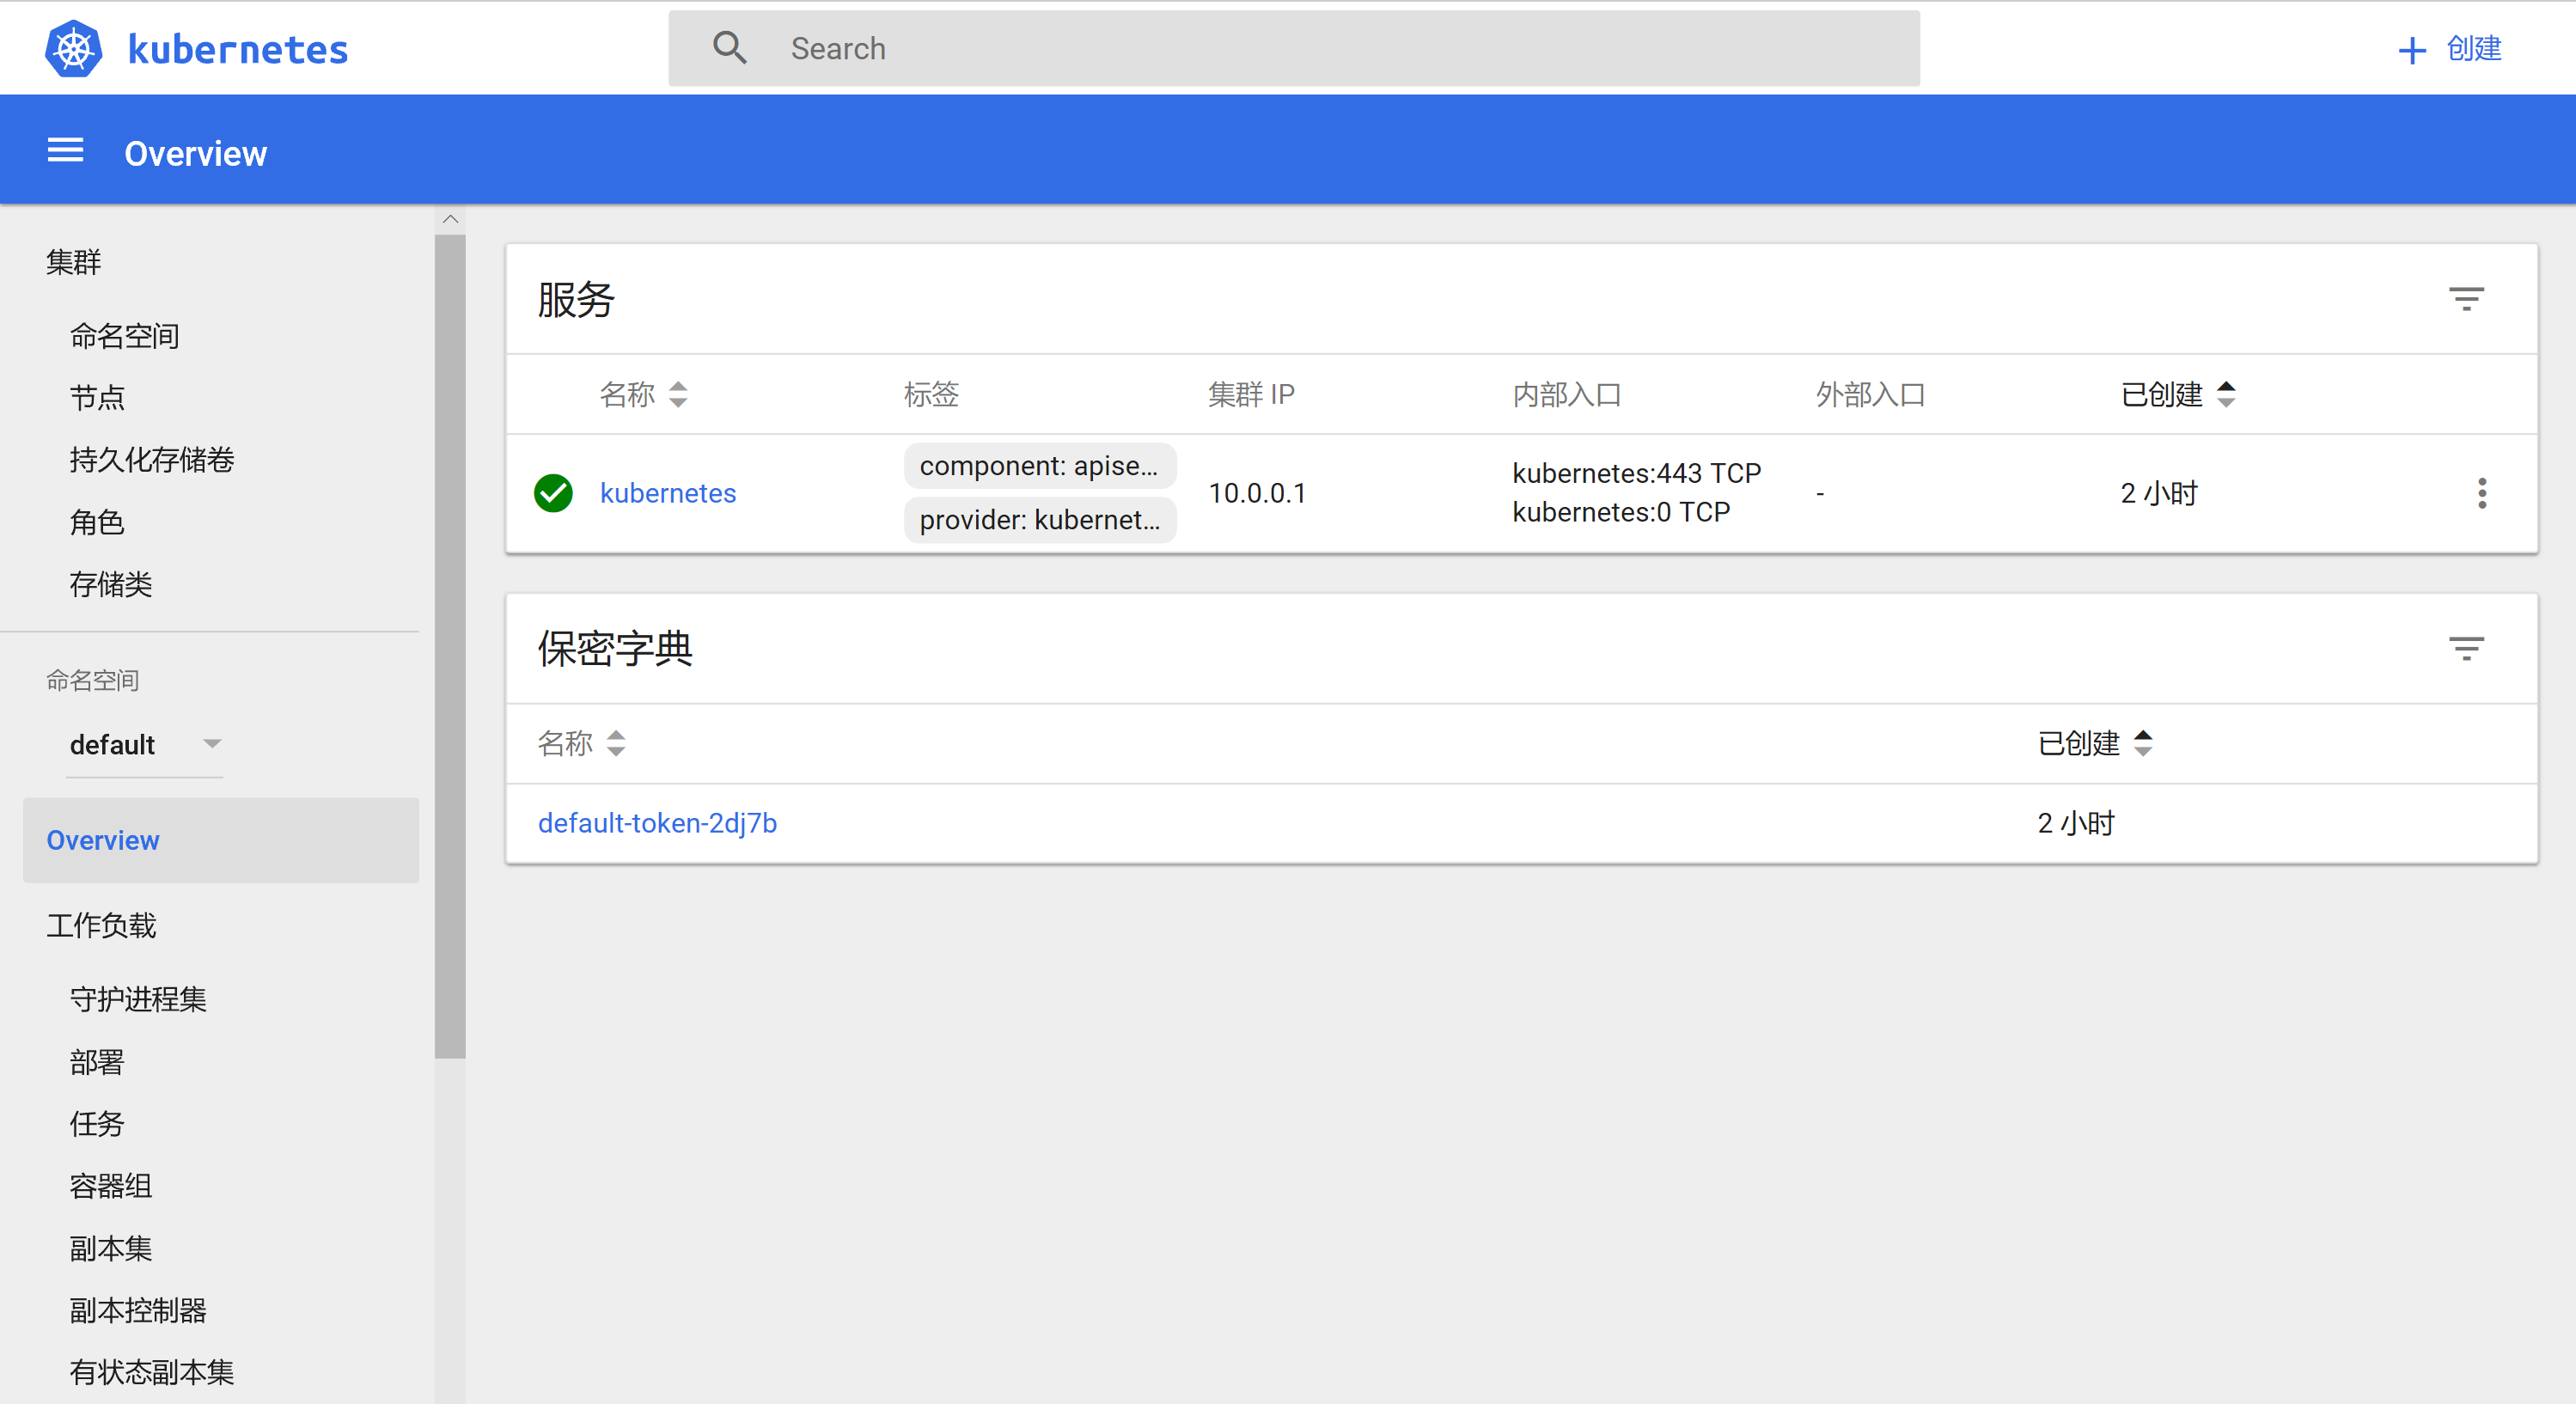 kubernetes
Search
创建
Overview
集群
命名空间
节点
持久化存储卷
角色
存储类
命名空间
default
Overview
工作负载
守护进程集
部署
任务
容器组
副本集
副本控制器
有状态副本集
服务
名称 标签 集群 IP 内部入口 外部入口 已创建
kubernetes component: apise... 10.0.0.1 kubernetes:443 TCP - 2 小时
provider: kubernet... kubernetes:0 TCP
保密字典
名称 已创建
default-token-2dj7b 2 小时